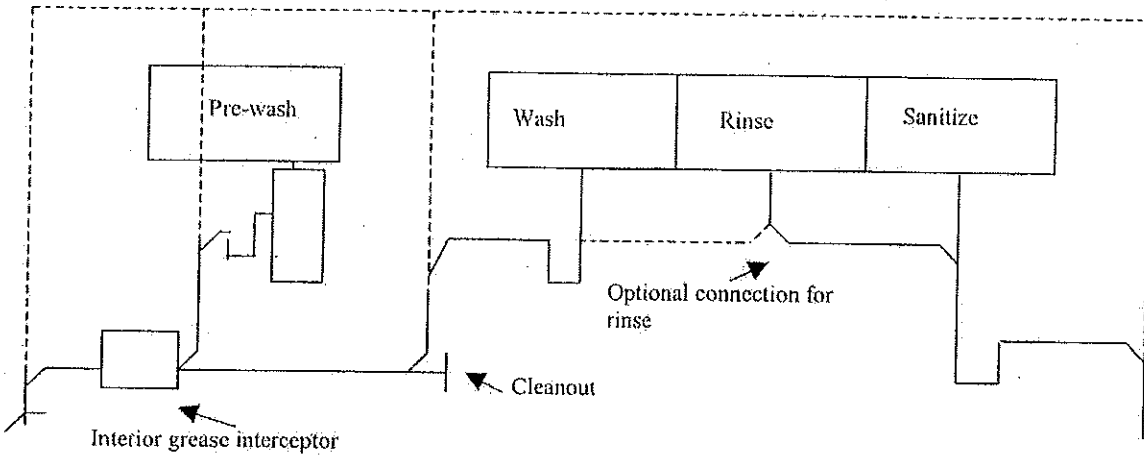 Pre-wash
Wash
Rinse
Sanitize
Optional connection for
rinse
Cleanout
Interior grease interceptor